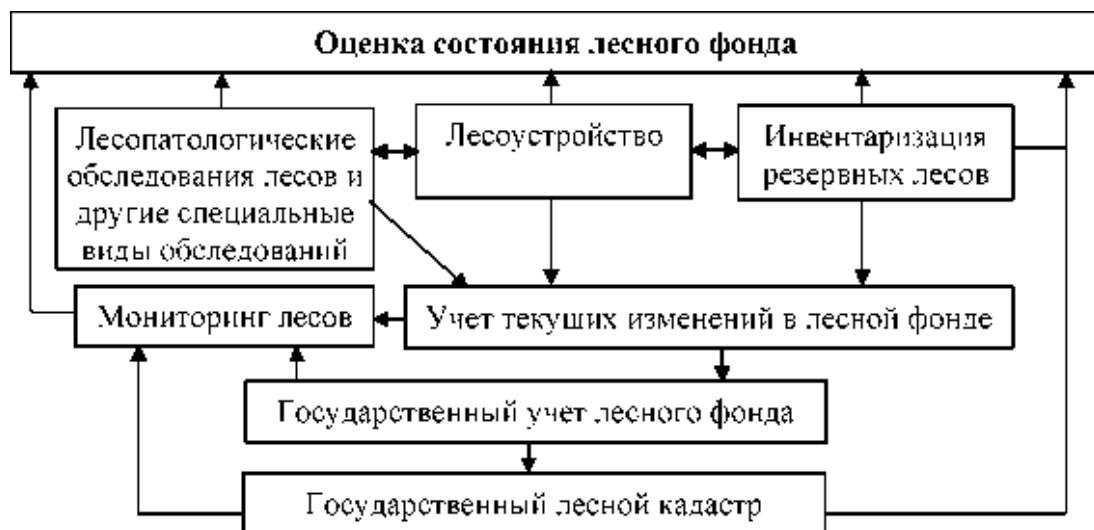 Оценка состояния лесного фонда
Лесопатологические
обследования лесов и
другие специальные
виды обследований
Лесоустройство
Инвентаризация
резервных лесов
Мониторинг лесов
Учет текуших изменений в лесной фонде
Государственный учет лесного фонда
Государственный лесной кадастр